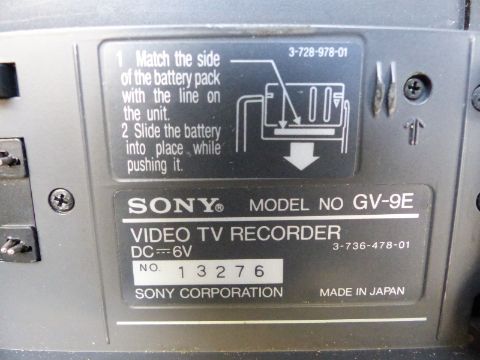 1 Match the side 3-728-978-01
of the battery pack
with the line on
the unit.
2 Slide the battery
into place while
pushing it.
SONY® MODEL NO GV-9E
VIDEO TV RECORDER
DC⎓6V 3-736-478-01
NO. 13276
SONY CORPORATION MADE IN JAPAN